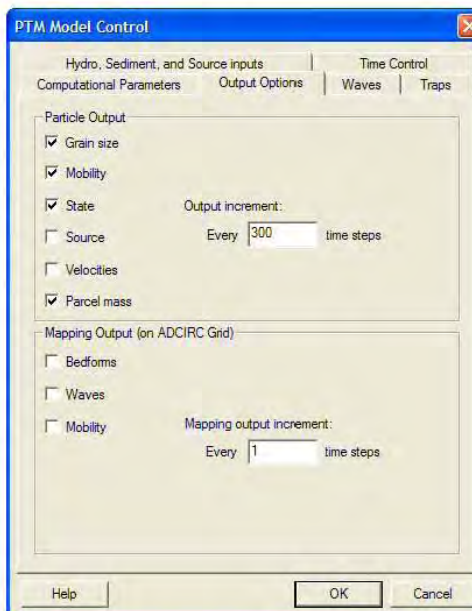 PTM Model Control
Hydro, Sediment, and Source inputs Time Control
Computational Parameters Output Options Waves Traps
Particle Output
Grain size
Mobility
State Output increment:
Source Every 300 time steps
Velocities
Parcel mass
Mapping Output (on ADCIRC Grid)
Bedforms
Waves
Mobility Mapping output increment:
Every 1 time steps
Help OK Cancel